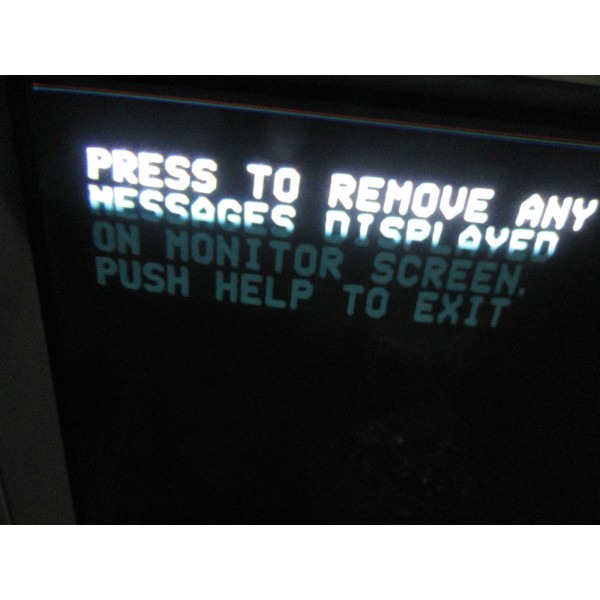 PRESS TO REMOVE ANY
MESSAGES DISPLAYED
ON MONITOR SCREEN.
PUSH HELP TO EXIT